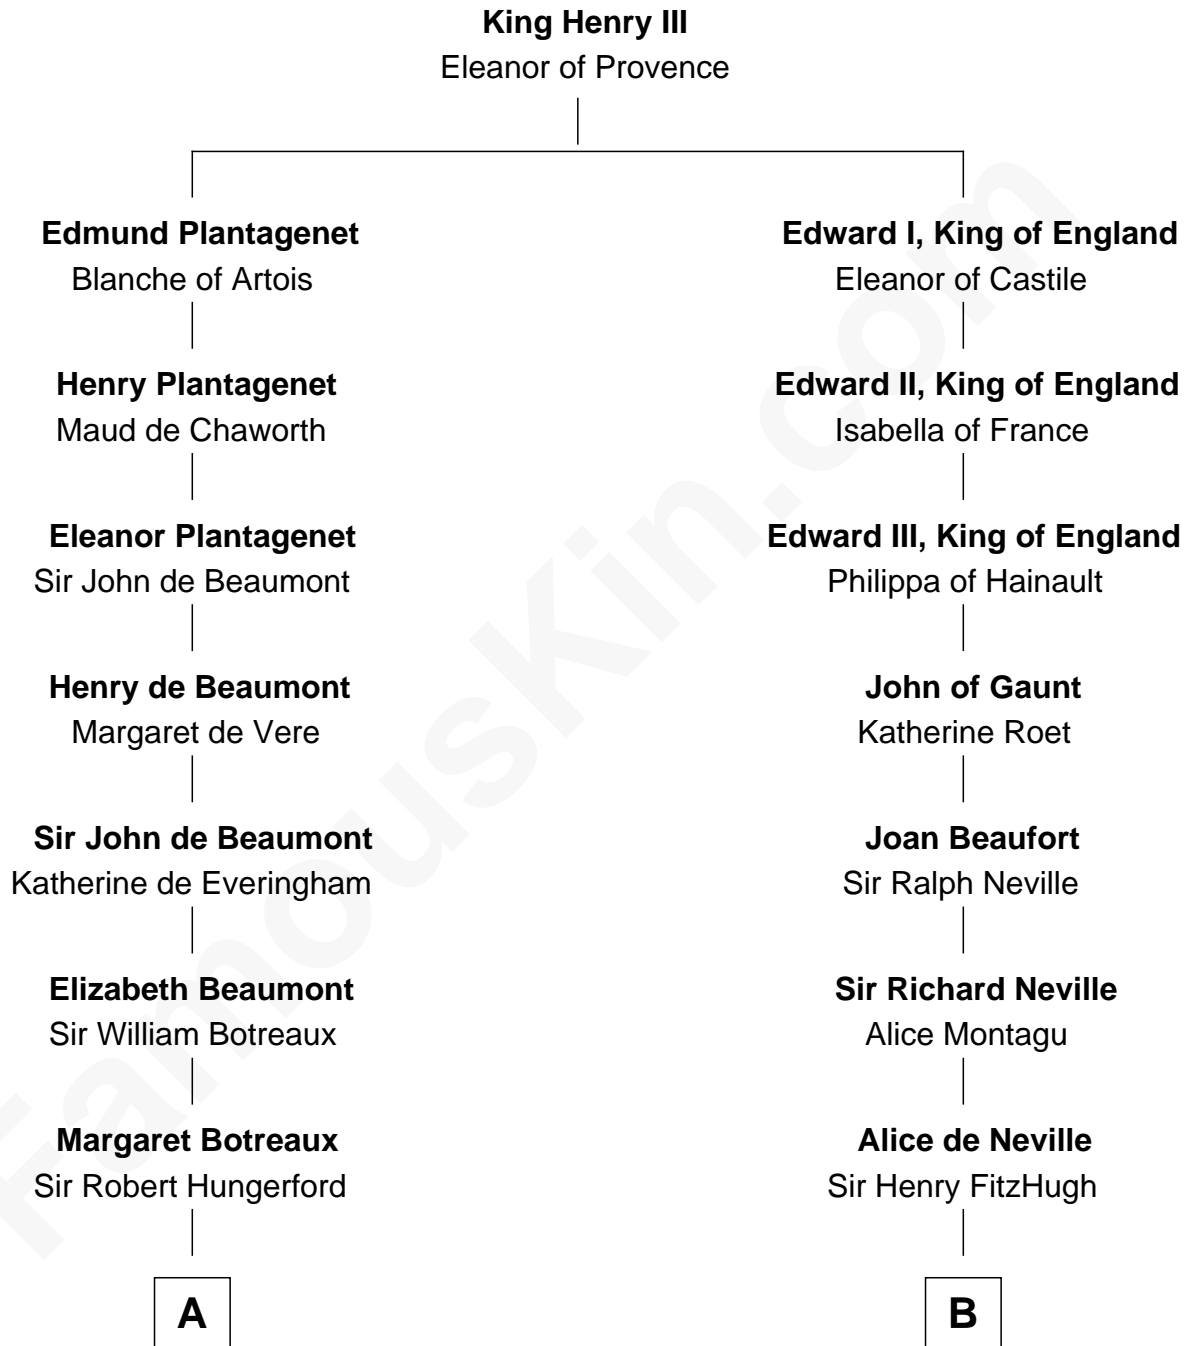 King Henry III
Eleanor of Provence
Edmund Plantagenet
Blanche of Artois
Henry Plantagenet
Maud de Chaworth
Eleanor Plantagenet
Sir John de Beaumont
Henry de Beaumont
Margaret de Vere
Sir John de Beaumont
Katherine de Everingham
Elizabeth Beaumont
Sir William Botreaux
Margaret Botreaux
Sir Robert Hungerford
A
Edward I, King of England
Eleanor of Castile
Edward II, King of England
Isabella of France
Edward III, King of England
Philippa of Hainault
John of Gaunt
Katherine Roet
Joan Beaufort
Sir Ralph Neville
Sir Richard Neville
Alice Montagu
Alice de Neville
Sir Henry FitzHugh
B
FamousKin.com